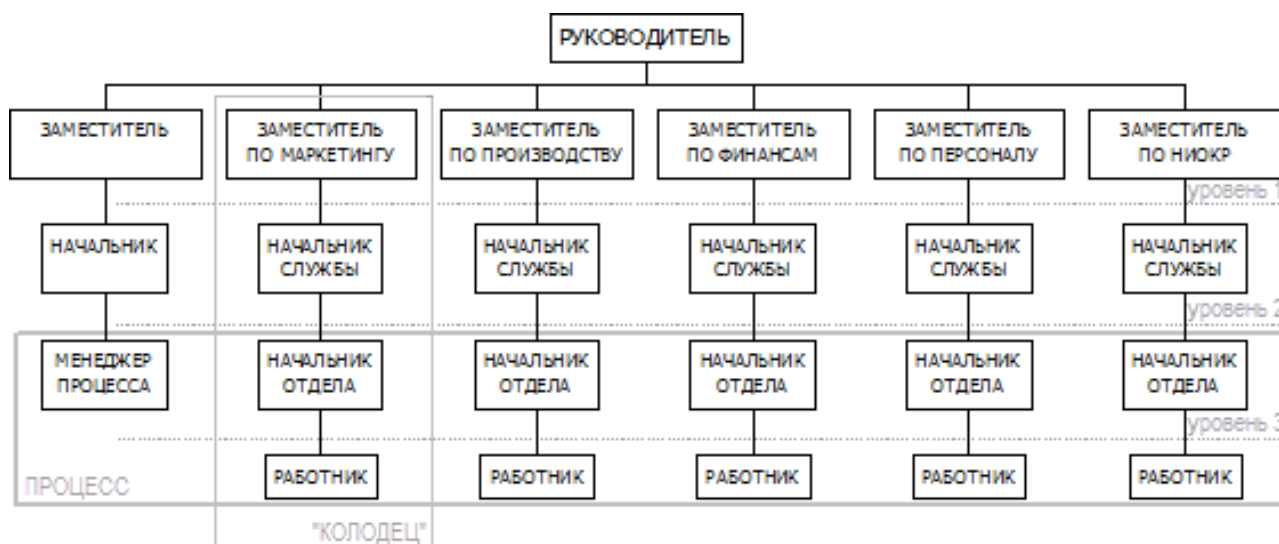 РУКОВОДИТЕЛЬ
ЗАМЕСТИТЕЛЬ
ЗАМЕСТИТЕЛЬ
ПО МАРКЕТИНГУ
ЗАМЕСТИТЕЛЬ
ПО ПРОИЗВОДСТВУ
ЗАМЕСТИТЕЛЬ
ПО ФИНАНСАМ
ЗАМЕСТИТЕЛЬ
ПО ПЕРСОНАЛУ
ЗАМЕСТИТЕЛЬ
ПО НИОКР
уровень 1
НАЧАЛЬНИК
НАЧАЛЬНИК
СЛУЖБЫ
НАЧАЛЬНИК
СЛУЖБЫ
НАЧАЛЬНИК
СЛУЖБЫ
НАЧАЛЬНИК
СЛУЖБЫ
НАЧАЛЬНИК
СЛУЖБЫ
уровень 2
МЕНЕДЖЕР
ПРОЦЕССА
НАЧАЛЬНИК
ОТДЕЛА
НАЧАЛЬНИК
ОТДЕЛА
НАЧАЛЬНИК
ОТДЕЛА
НАЧАЛЬНИК
ОТДЕЛА
НАЧАЛЬНИК
ОТДЕЛА
уровень 3
ПРОЦЕСС
РАБОТНИК
РАБОТНИК
РАБОТНИК
РАБОТНИК
РАБОТНИК
"КОЛОДЕЦ"